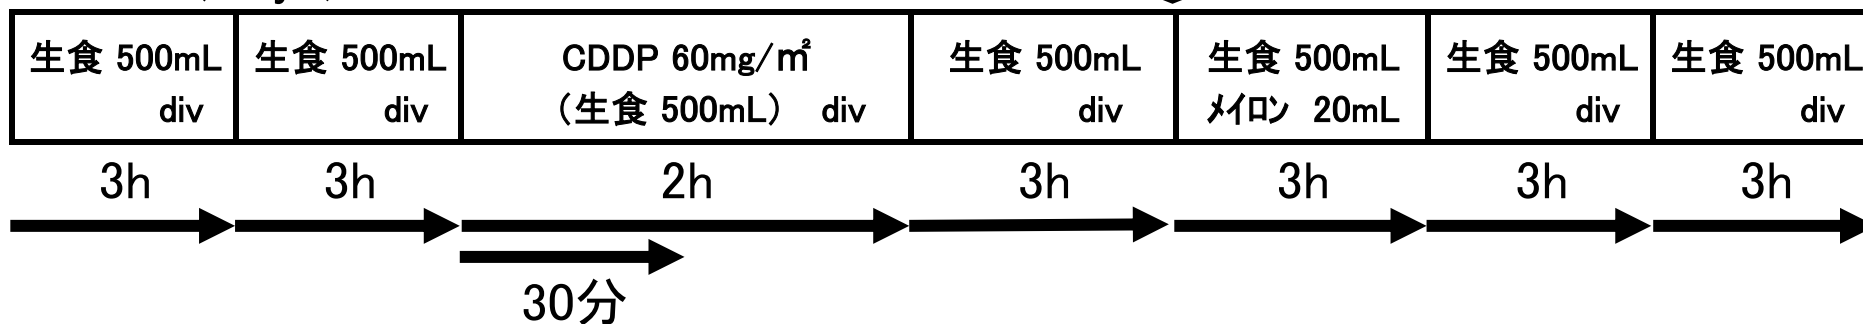 生食 500mL
div
生食 500mL
div
CDDP 60mg/㎡
(生食 500mL) div
生食 500mL
div
生食 500mL
メイロン 20mL
生食 500mL
div
生食 500mL
div
3h
3h
2h
3h
3h
3h
3h
30分